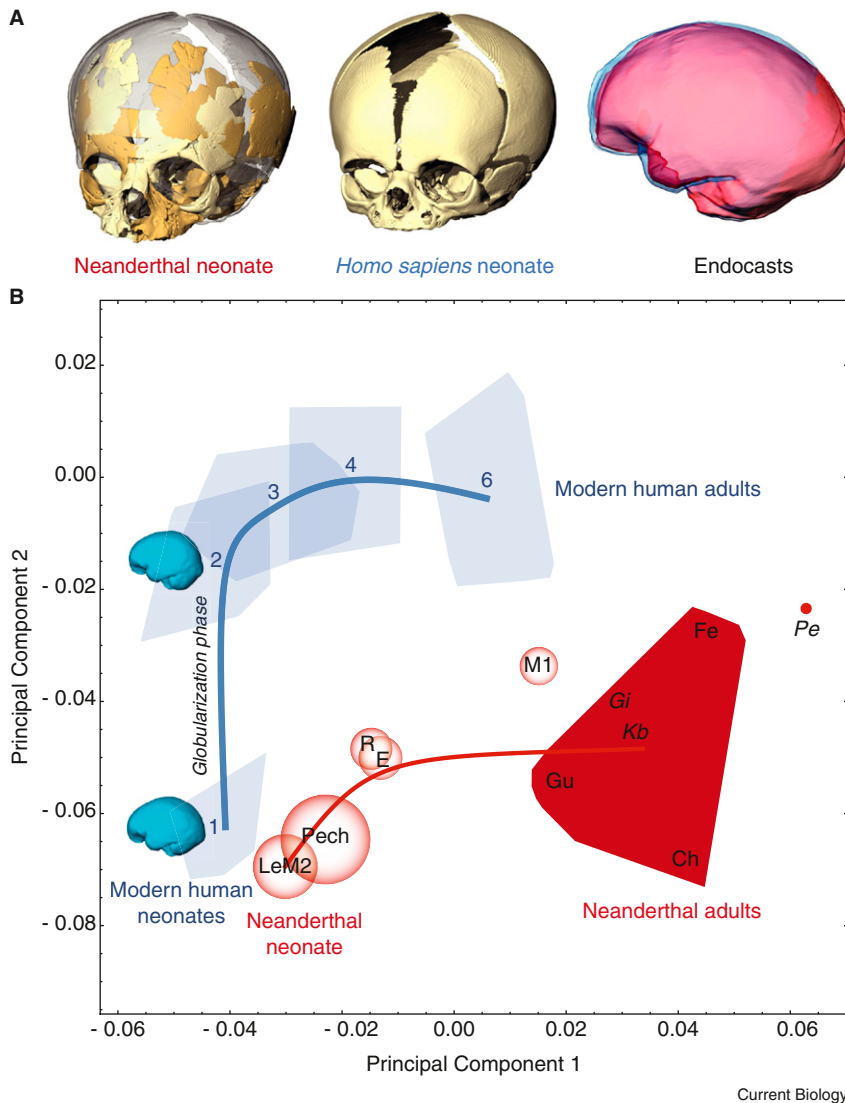 A
Neanderthal neonate
Homo sapiens neonate
Endocasts
B
Principal Component 2
0.02
0.00
- 0.02
- 0.04
- 0.06
- 0.08
4
3
6
Modern human adults
2
Globularization phase
Pe
Fe
M1
Gi
Kb
R
E
Gu
1
Pech
LeM2
Ch
Modern human
neonates
Neanderthal
neonate
Neanderthal adults
- 0.06
- 0.04
- 0.02
0.00
0.02
0.04
0.06
Principal Component 1
Current Biology